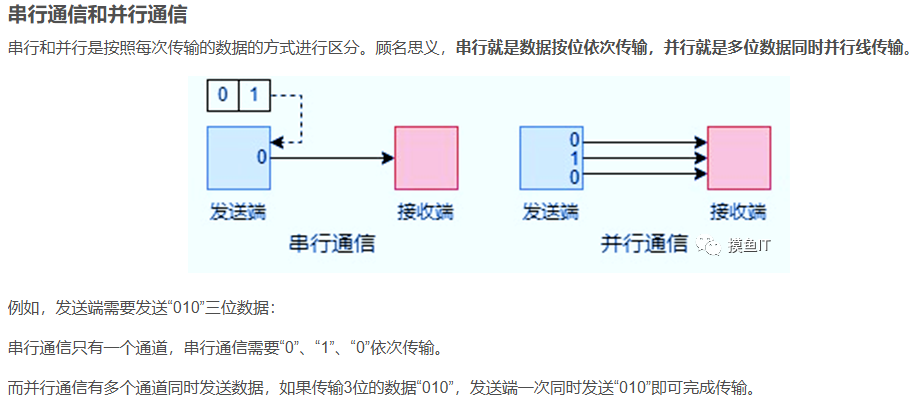 串行通信和并行通信
串行和并行是按照每次传输的数据的方式进行区分。顾名思义，串行就是数据按位依次传输，并行就是多位数据同时并行线传输。
0 1
0
发送端
接收端
串行通信
0
1
0
发送端
接收端
并行通信
摸鱼IT
例如，发送端需要发送“010”三位数据：
串行通信只有一个通道，串行通信需要“0”、“1”、“0”依次传输。
而并行通信有多个通道同时发送数据，如果传输3位的数据“010”，发送端一次同时发送“010”即可完成传输。